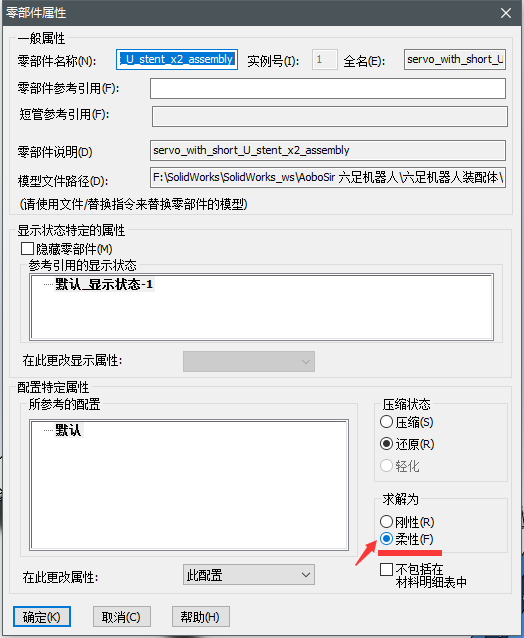 零部件属性
一般属性
零部件名称(N): _U_stent_x2_assembly 实例号(I): 1 全名(E): servo_with_short_U
零部件参考引用(F):
短管参考引用(F):
零部件说明(D) servo_with_short_U_stent_x2_assembly
模型文件路径(D): F:\SolidWorks\SolidWorks_ws\AoboSir 六足机器人\六足机器人装配体\
(请使用文件/替换指令来替换零部件的模型)
显示状态特定的属性
隐藏零部件(M)
参考引用的显示状态
默认_显示状态-1
在此更改显示属性:
配置特定属性
所参考的配置
默认
在此更改属性: 此配置
压缩状态
压缩(S)
还原(R)
轻化
求解为
刚性(R)
柔性(F)
不包括在
材料明细表中
确定(K) 取消(C) 帮助(H)